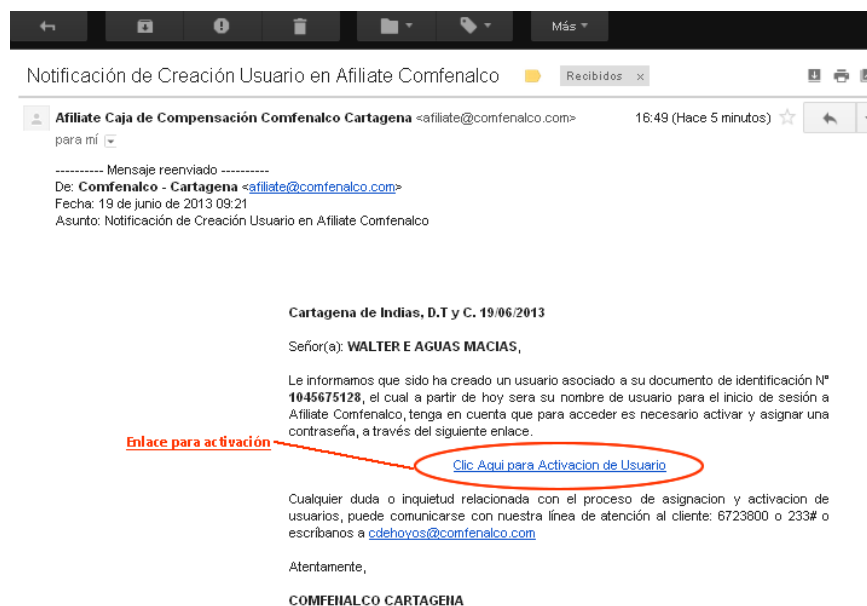 Más
Notificación de Creación Usuario en Afiliate Comfenalco Recibidos x
Afiliate Caja de Compensación Comfenalco Cartagena <afiliate@comfenalco.com> 16:49 (Hace 5 minutos)
para mí
---------- Mensaje reenviado ----------
De: Comfenalco - Cartagena <afiliate@comfenalco.com>
Fecha: 19 de junio de 2013 09:21
Asunto: Notificación de Creación Usuario en Afiliate Comfenalco
Cartagena de Indias, D.T y C. 19/06/2013
Señor(a): WALTER E AGUAS MACIAS,
Le informamos que sido ha creado un usuario asociado a su documento de identificación N°
1045675128, el cual a partir de hoy sera su nombre de usuario para el inicio de sesión a
Afiliate Comfenalco, tenga en cuenta que para acceder es necesario activar y asignar una
contraseña, a través del siguiente enlace.
Enlace para activación
Clic Aqui para Activacion de Usuario
Cualquier duda o inquietud relacionada con el proceso de asignacion y activacion de
usuarios, puede comunicarse con nuestra línea de atención al cliente: 6723800 o 233# o
escríbanos a cdehoyos@comfenalco.com
Atentamente,
COMFENALCO CARTAGENA